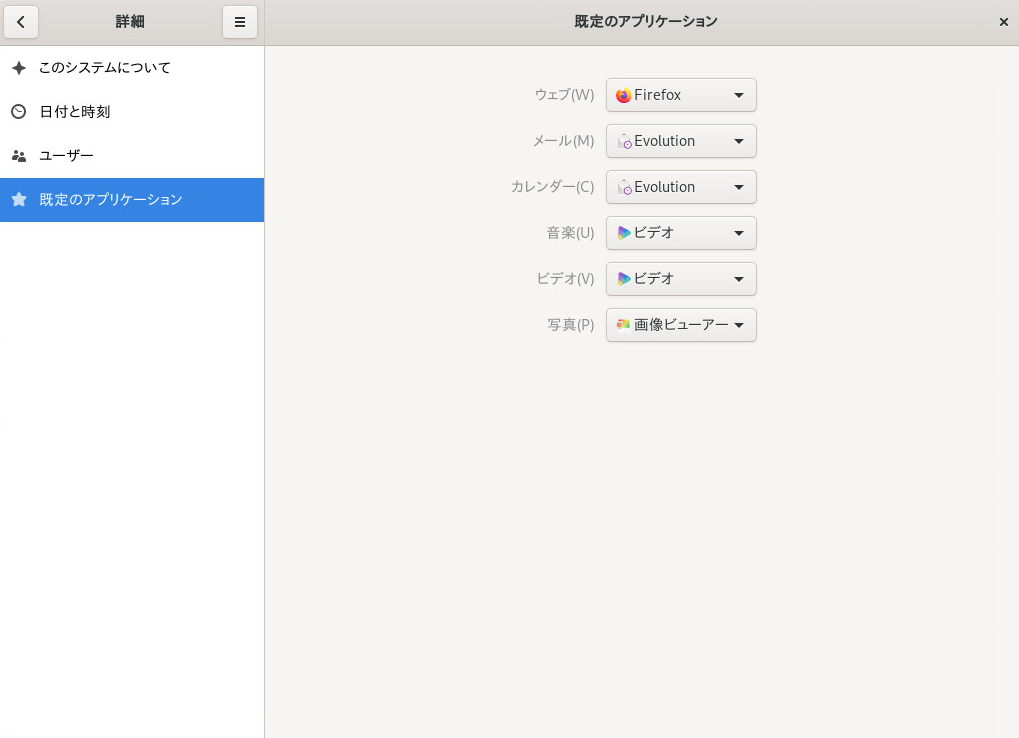 詳細
既定のアプリケーション
このシステムについて
日付と時刻
ユーザー
既定のアプリケーション
ウェブ(W) Firefox
メール(M) Evolution
カレンダー(C) Evolution
音楽(U) ビデオ
ビデオ(V) ビデオ
写真(P) 画像ビューアー